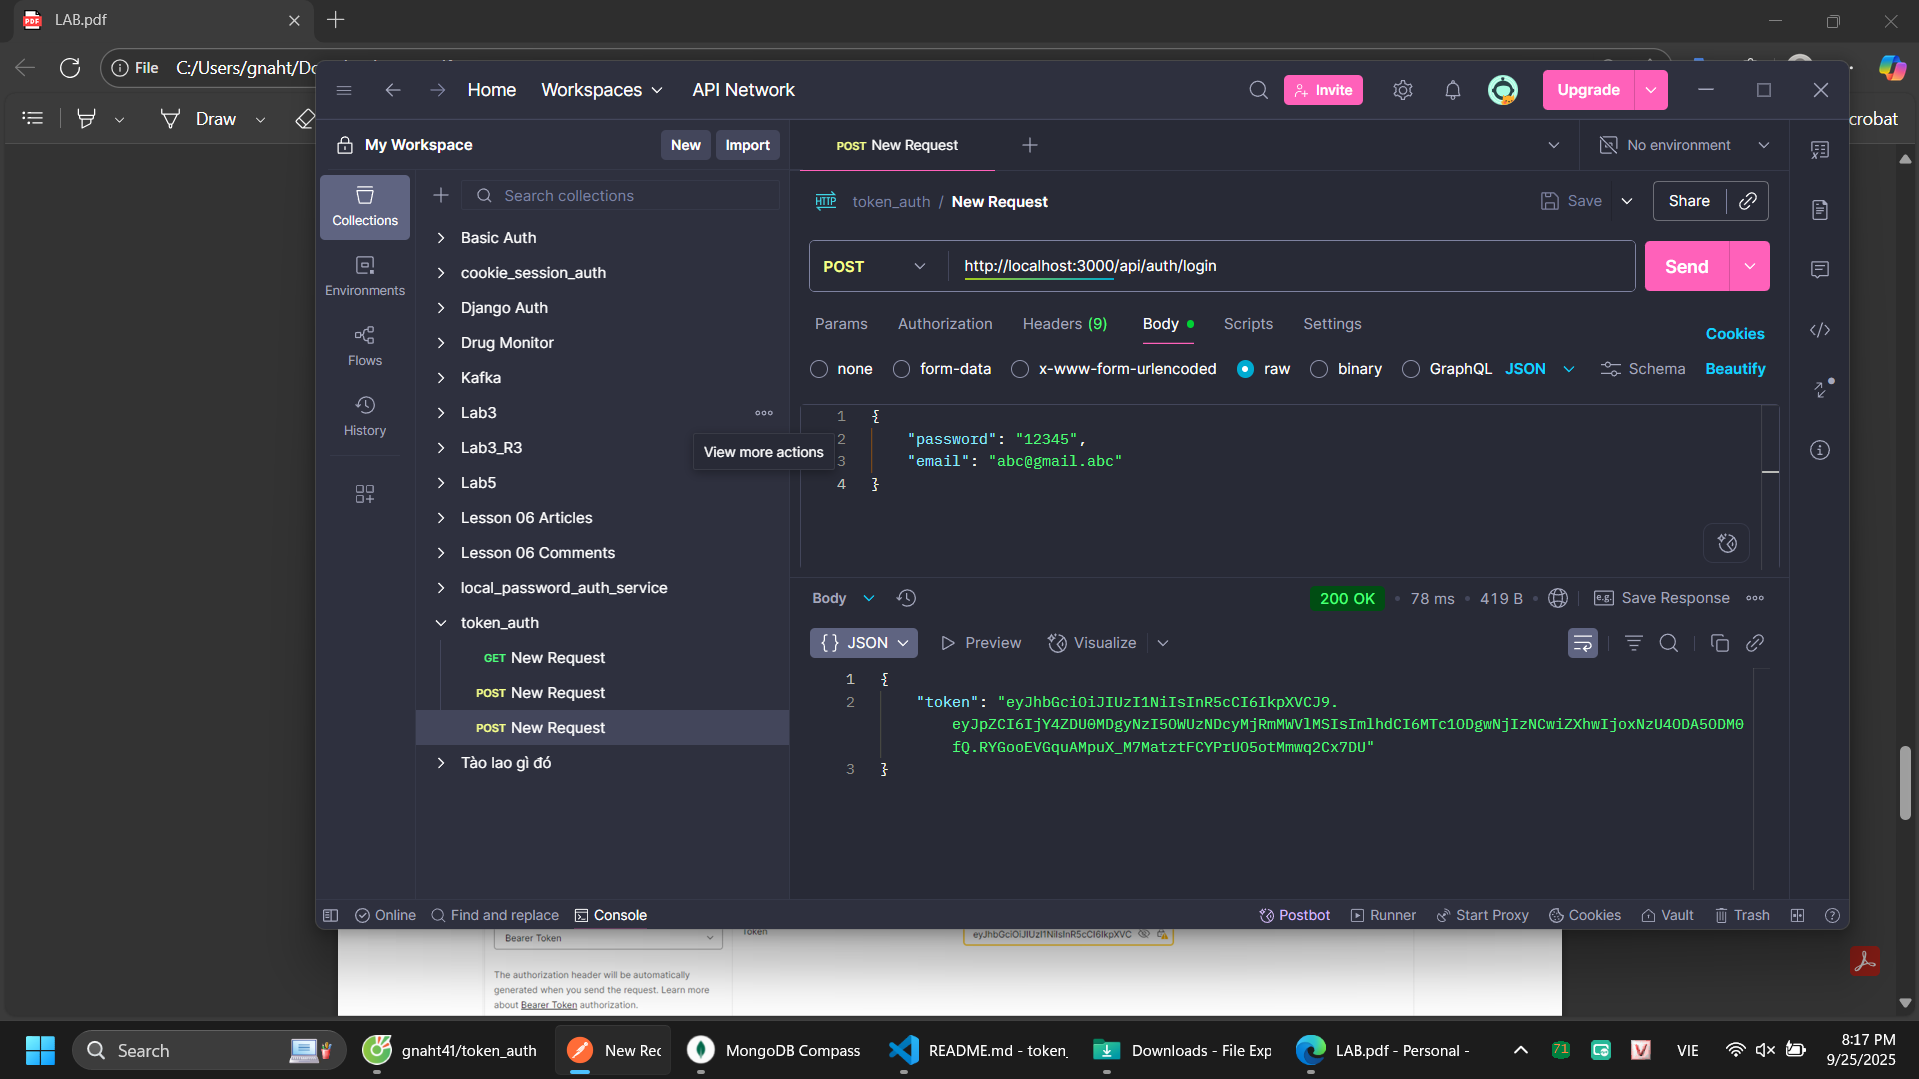 LAB.pdf
File C:/Users/gnaht/Do
Draw
crobat
Home Workspaces API Network
Invite
Upgrade
My Workspace
New Import
POST New Request
No environment
Collections
Environments
Flows
History
Search collections
Basic Auth
cookie_session_auth
Django Auth
Drug Monitor
Kafka
Lab3
Lab3_R3
Lab5
Lesson 06 Articles
Lesson 06 Comments
local_password_auth_service
token_auth
GET New Request
POST New Request
POST New Request
Tào lao gì đó
View more actions
HTTP token_auth / New Request
Save
Share
POST http://localhost:3000/api/auth/login
Send
Params Authorization Headers (9) Body Scripts Settings
Cookies
none form-data x-www-form-urlencoded raw binary GraphQL JSON Schema Beautify
1 {
2 "password": "12345",
3 "email": "abc@gmail.abc"
4 }
Body
200 OK • 78 ms • 419 B
e.g. Save Response
{} JSON Preview Visualize
1 {
2 "token": "eyJhbGciOiJIUzI1NiIsInR5cCI6IkpXVCJ9.
eyJpZCI6IjY4ZDU0MDgyNzI5OWUzNDcyMjRmMWVlMSIsImlhdCI6MTc1ODgwNjIzNCwiZXhwIjoxNzU4ODA5ODM0
fQ.RYGooEVGquAMpuX_M7MatztFCYPrUO5otMmwq2Cx7DU"
3 }
Online Find and replace Console
Postbot Runner Start Proxy Cookies Vault Trash
Bearer Token
Token
eyJhbGciOiJIUzI1NiIsInR5cCI6IkpXVC
The authorization header will be automatically
generated when you send the request. Learn more
about Bearer Token authorization.
Search
gnaht41/token_auth
New Rec
MongoDB Compass
README.md - token_
Downloads - File Exp
LAB.pdf - Personal -
71
VIE
8:17 PM
9/25/2025